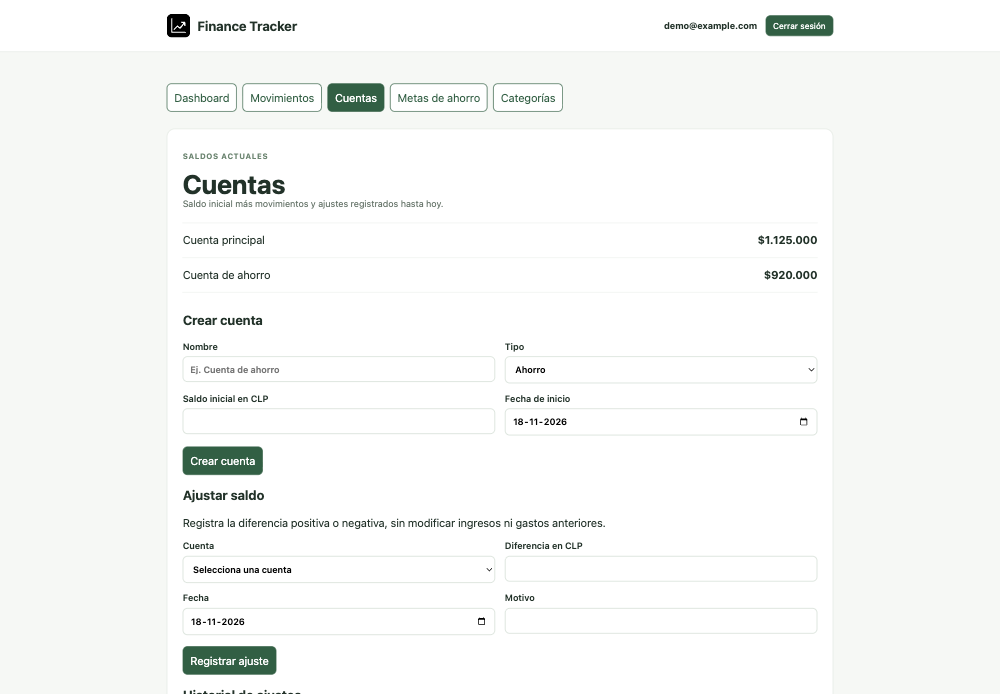 Finance Tracker
demo@example.com
Cerrar sesión
Dashboard
Movimientos
Cuentas
Metas de ahorro
Categorías
SALDOS ACTUALES
Cuentas
Saldo inicial más movimientos y ajustes registrados hasta hoy.
Cuenta principal $1.125.000
Cuenta de ahorro $920.000
Crear cuenta
Nombre
Tipo
Ej. Cuenta de ahorro
Ahorro
Saldo inicial en CLP
Fecha de inicio
18-11-2026
Crear cuenta
Ajustar saldo
Registra la diferencia positiva o negativa, sin modificar ingresos ni gastos anteriores.
Cuenta
Diferencia en CLP
Selecciona una cuenta
Fecha
Motivo
18-11-2026
Registrar ajuste
Historial de ajustes